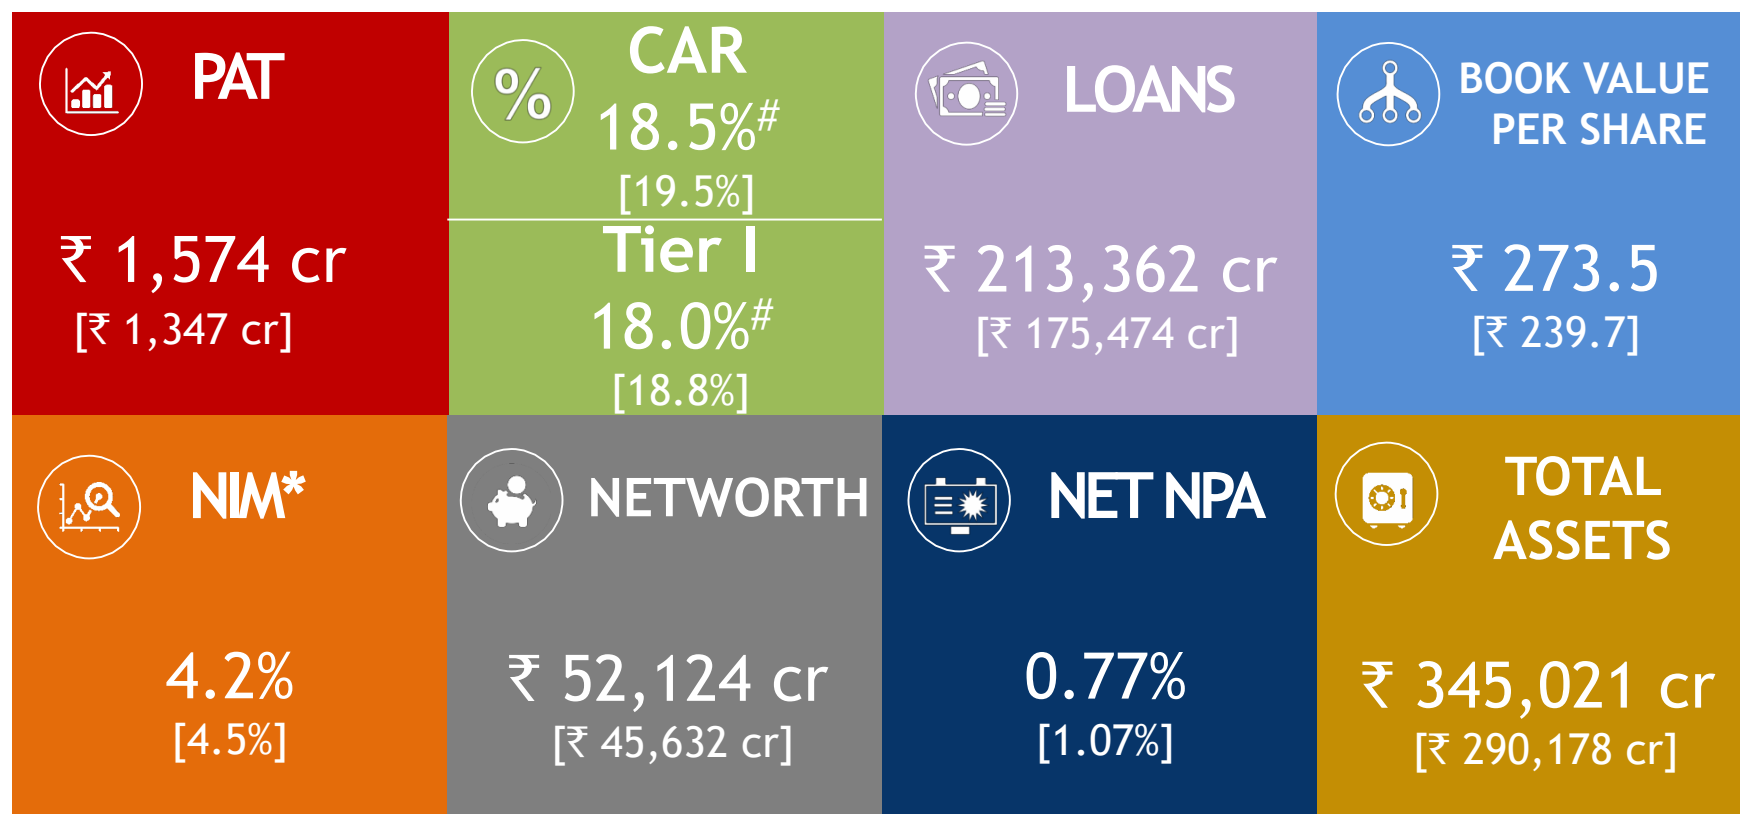 PAT
₹ 1,574 cr
[₹ 1,347 cr]
%
CAR
18.5%#
[19.5%]
Tier I
18.0%#
[18.8%]
LOANS
₹ 213,362 cr
[₹ 175,474 cr]
BOOK VALUE
PER SHARE
₹ 273.5
[₹ 239.7]
NIM*
4.2%
[4.5%]
NETWORTH
₹ 52,124 cr
[₹ 45,632 cr]
NET NPA
0.77%
[1.07%]
TOTAL
ASSETS
₹ 345,021 cr
[₹ 290,178 cr]